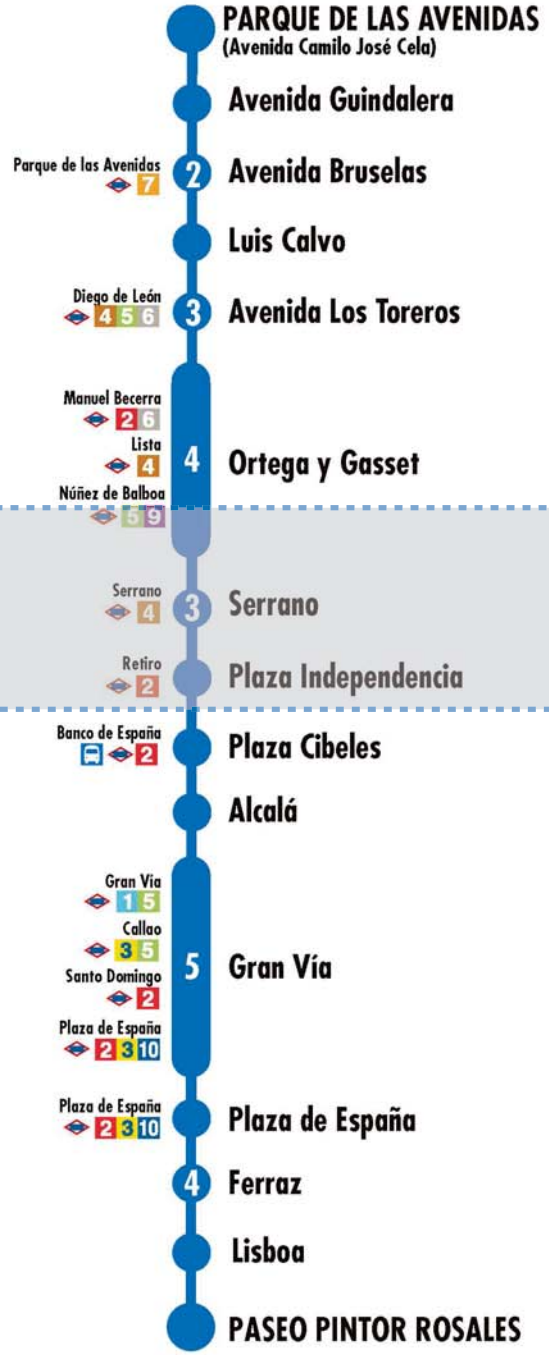 PARQUE DE LAS AVENIDAS
(Avenida Camilo José Cela)
Avenida Guindalera
Parque de las Avenidas
7
2
Avenida Bruselas
Luis Calvo
Diego de León
4 5 6
3
Avenida Los Toreros
Manuel Becerra
2 6
Lista
4
Núñez de Balboa
5 9
4
Ortega y Gasset
Serrano
4
3
Serrano
Retiro
2
Plaza Independencia
Banco de España
2
Plaza Cibeles
Alcalá
Gran Vía
1 5
Callao
3 5
Santo Domingo
2
Plaza de España
2 3 10
5
Gran Vía
Plaza de España
2 3 10
Plaza de España
4
Ferraz
Lisboa
PASEO PINTOR ROSALES